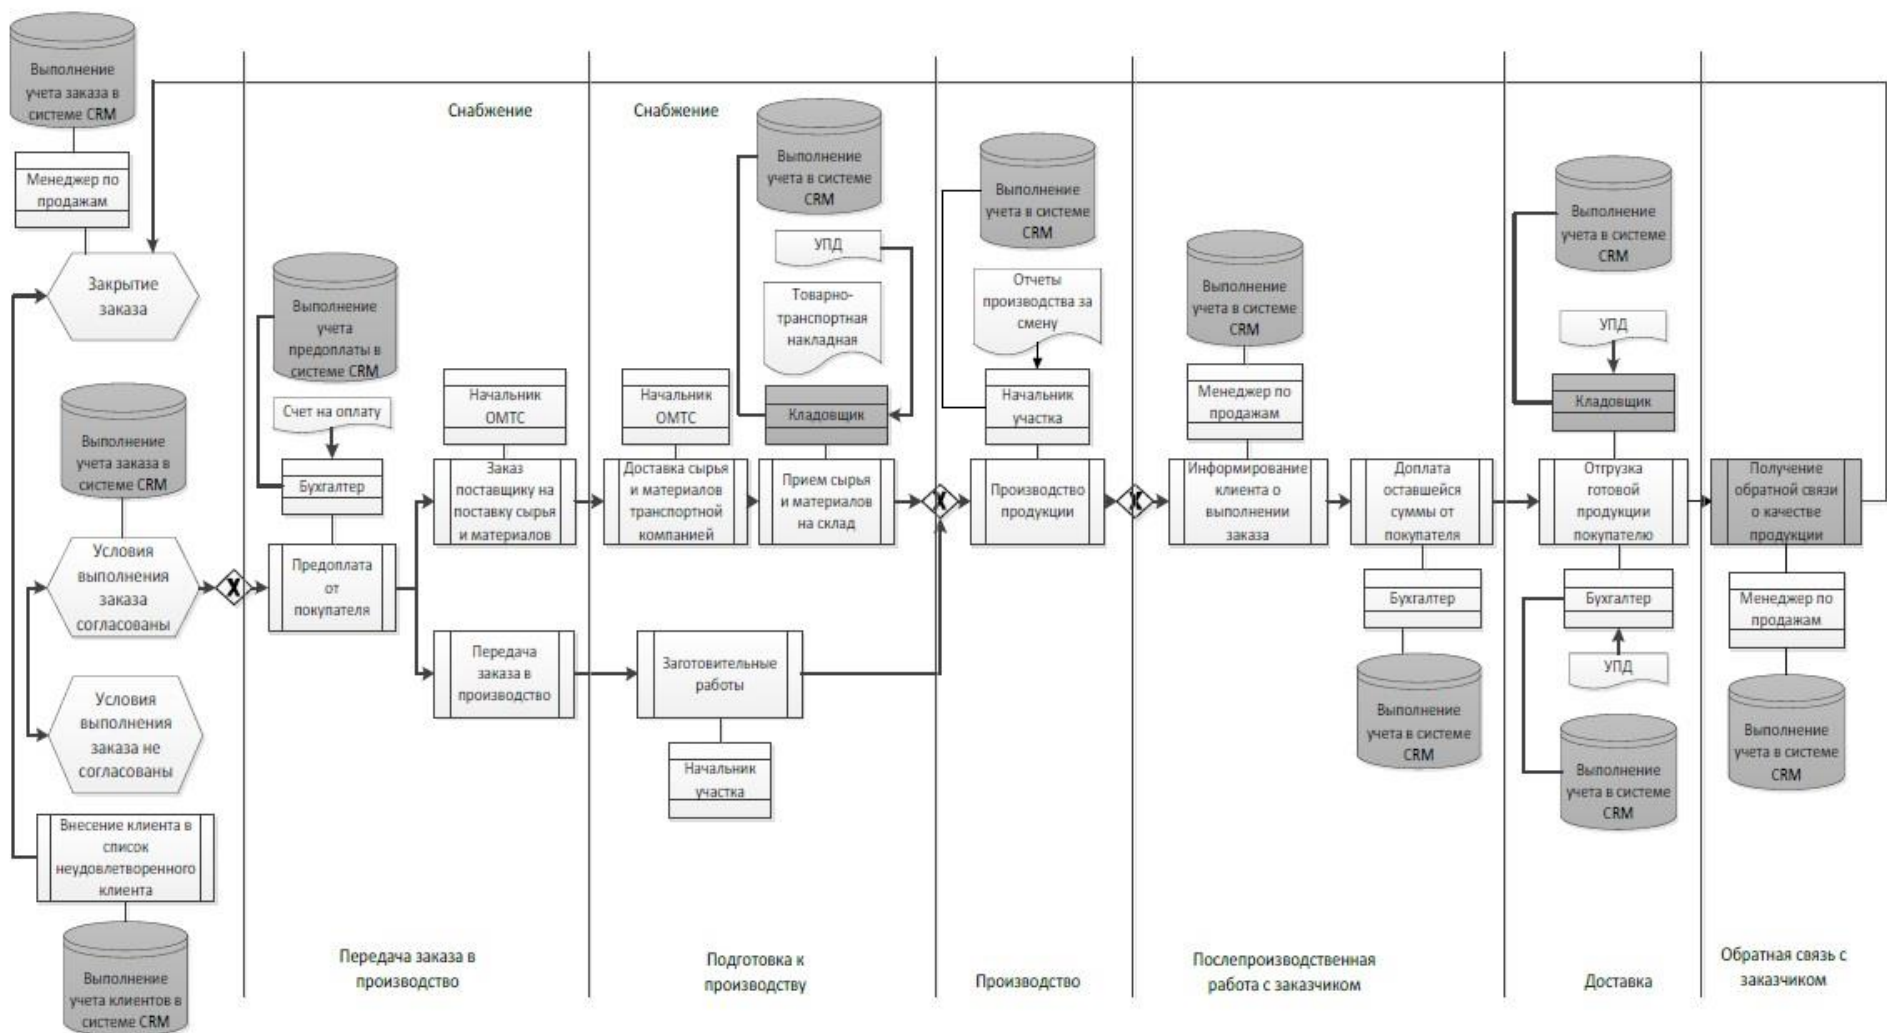 Выполнение
учета заказа в
системе CRM
Менеджер по
продажам
Закрытие
заказа
Выполнение
учета заказа в
системе CRM
Условия
выполнения
заказа
согласованы
Условия
выполнения
заказа не
согласованы
Внесение клиента в
список
неудовлетворенного
клиента
Выполнение
учета клиентов в
системе CRM
X
Снабжение
Выполнение
учета
предоплаты в
системе CRM
Счет на оплату
Бухгалтер
Предоплата
от
покупателя
Начальник
ОМТС
Заказ
поставщику на
поставку сырья
и материалов
Передача
заказа в
производство
Передача заказа в
производство
Снабжение
Выполнение
учета в системе
CRM
УПД
Товарно-
транспортная
накладная
Начальник
ОМТС
Кладовщик
Доставка сырья
и материалов
транспортной
компанией
Прием сырья
и материалов
на склад
Заготовительные
работы
Начальник
участка
Подготовка к
производству
X
Выполнение
учета в системе
CRM
Отчеты
производства за
смену
Начальник
участка
Производство
продукции
Производство
X
Выполнение
учета в системе
CRM
Менеджер по
продажам
Информирование
клиента о
выполнении
заказа
Доплата
оставшейся
суммы от
покупателя
Бухгалтер
Выполнение
учета в системе
CRM
Послепроизводственная
работа с заказчиком
Выполнение
учета в системе
CRM
УПД
Кладовщик
Отгрузка
готовой
продукции
покупателю
Бухгалтер
УПД
Выполнение
учета в системе
CRM
Доставка
Получение
обратной связи
о качестве
продукции
Менеджер по
продажам
Выполнение
учета в системе
CRM
Обратная связь с
заказчиком